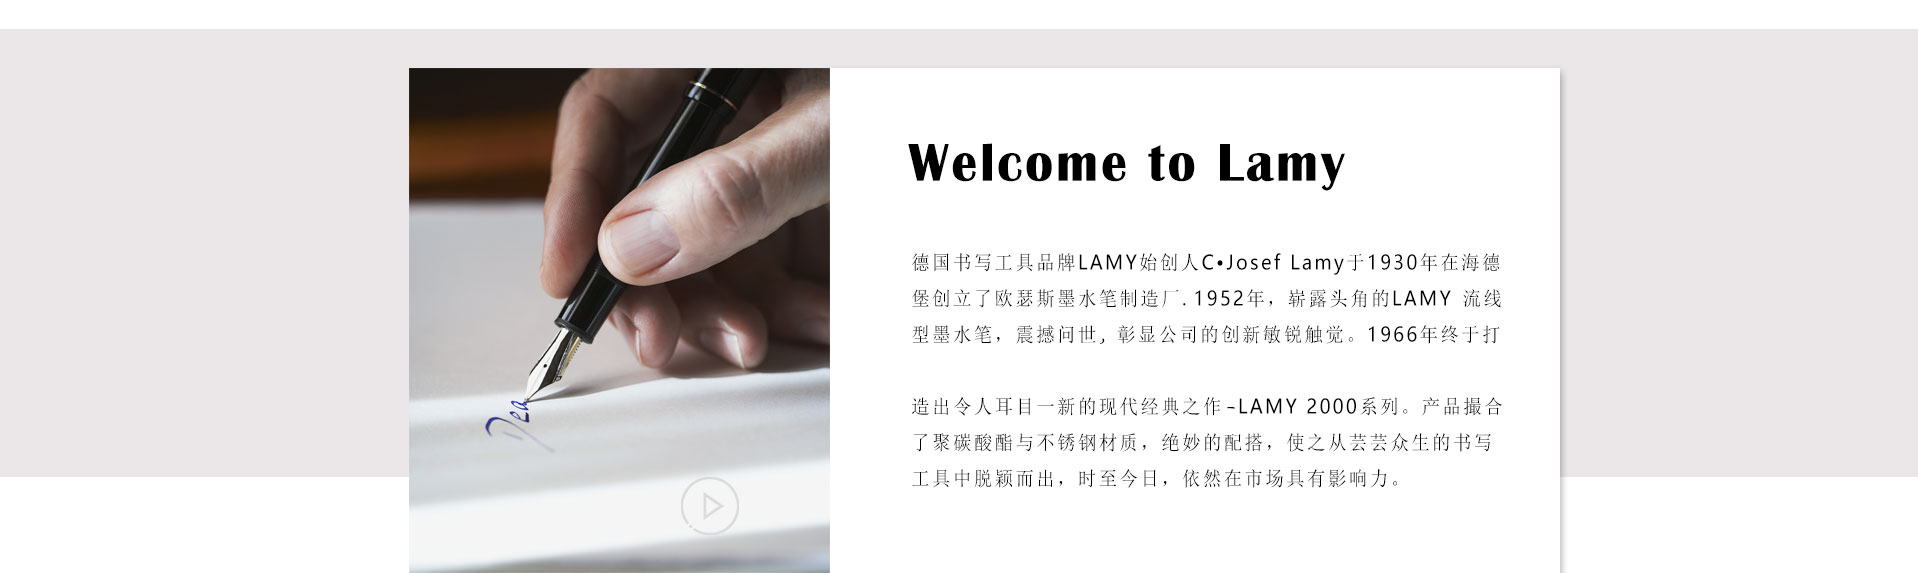 Welcome to Lamy
德国书写工具品牌LAMY始创人C•Josef Lamy于1930年在海德
堡创立了欧瑟斯墨水笔制造厂. 1952年，崭露头角的LAMY 流线
型墨水笔，震撼问世, 彰显公司的创新敏锐触觉。1966年终于打
造出令人耳目一新的现代经典之作 –LAMY 2000系列。产品撮合
了聚碳酸酯与不锈钢材质，绝妙的配搭，使之从芸芸众生的书写
工具中脱颖而出，时至今日，依然在市场具有影响力。
Dea